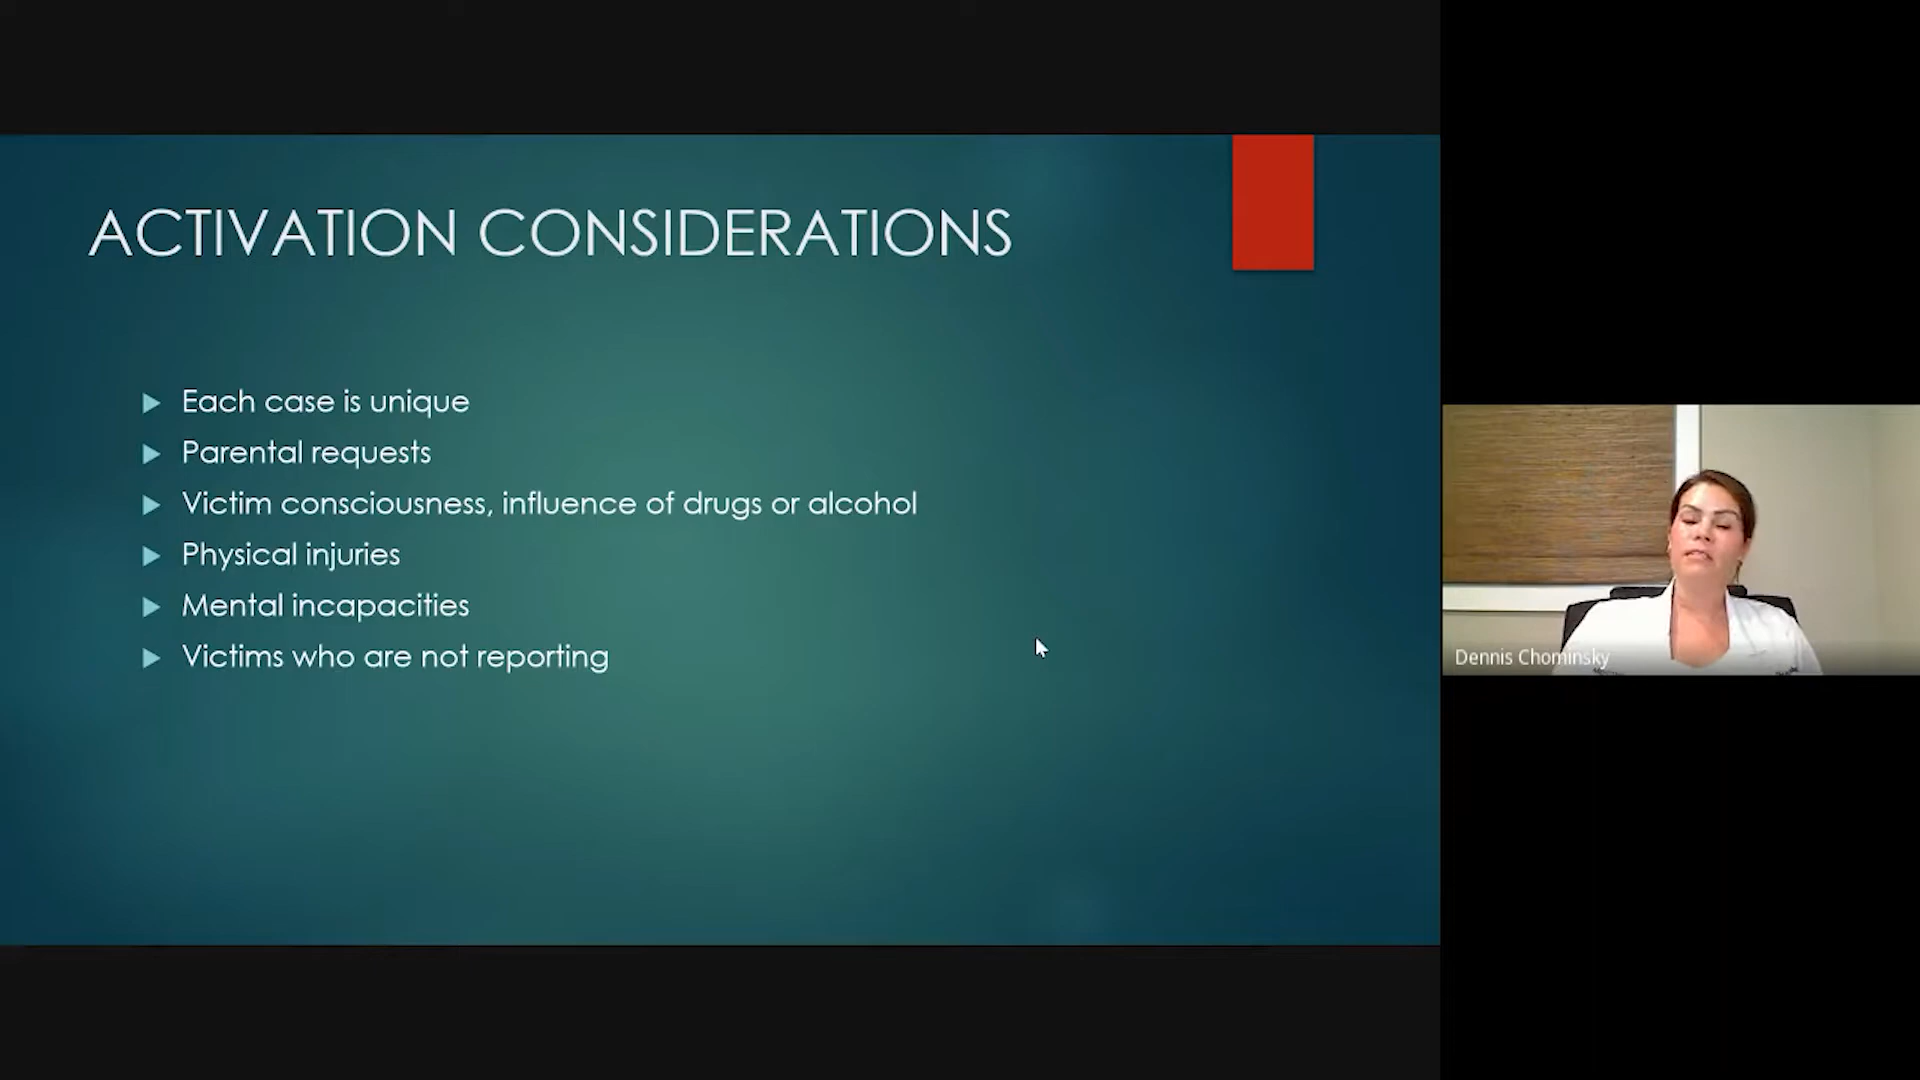 ACTIVATION CONSIDERATIONS
Each case is unique
Parental requests
Victim consciousness, influence of drugs or alcohol
Physical injuries
Mental incapacities
Victims who are not reporting
Dennis Chominsky